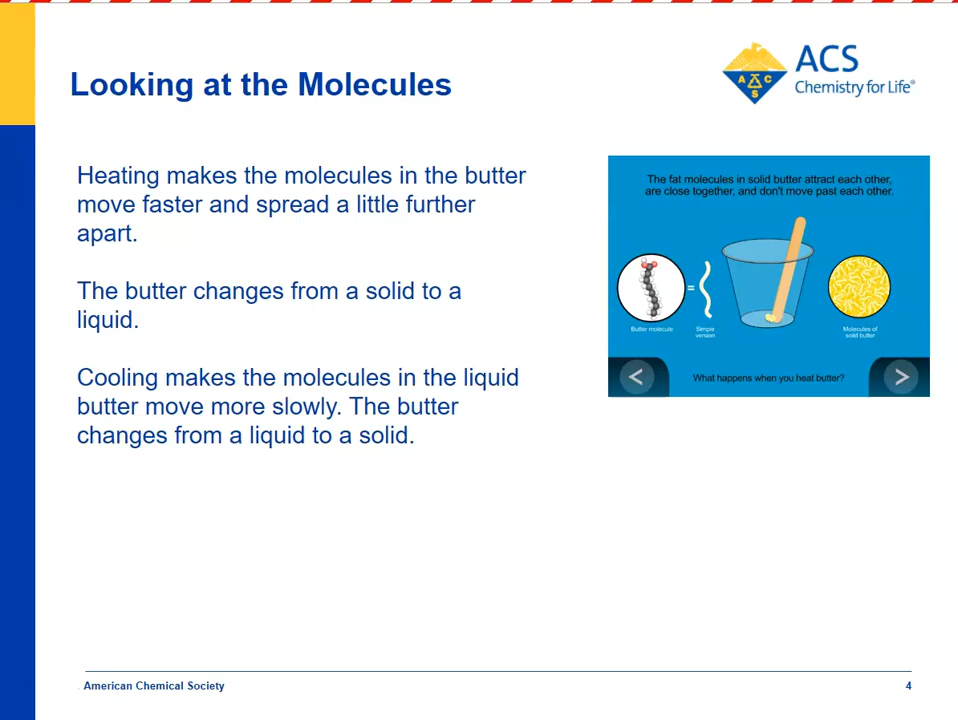 Looking at the Molecules
ACS
Chemistry for Life®
A C
S
Heating makes the molecules in the butter
move faster and spread a little further
apart.
The butter changes from a solid to a
liquid.
Cooling makes the molecules in the liquid
butter move more slowly. The butter
changes from a liquid to a solid.
The fat molecules in solid butter attract each other,
are close together, and don't move past each other.
=
Butter molecule
Simple
version
Molecules of
solid butter
<
What happens when you heat butter?
>
American Chemical Society
4